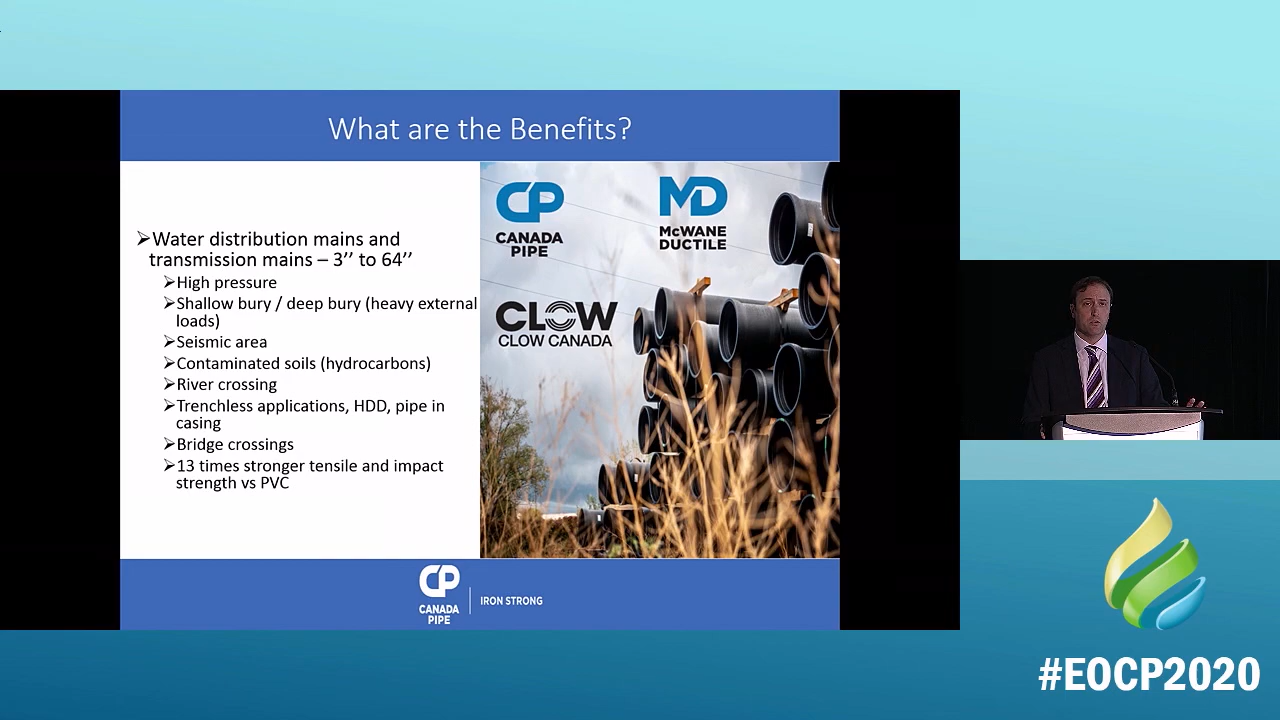 What are the Benefits?
➢Water distribution mains and
transmission mains – 3’’ to 64’’
➢High pressure
➢Shallow bury / deep bury (heavy external
loads)
➢Seismic area
➢Contaminated soils (hydrocarbons)
➢River crossing
➢Trenchless applications, HDD, pipe in
casing
➢Bridge crossings
➢13 times stronger tensile and impact
strength vs PVC
CP
CANADA
PIPE
MD
McWANE
DUCTILE
CLOW
CLOW CANADA
CP
CANADA
PIPE
IRON STRONG
#EOCP2020